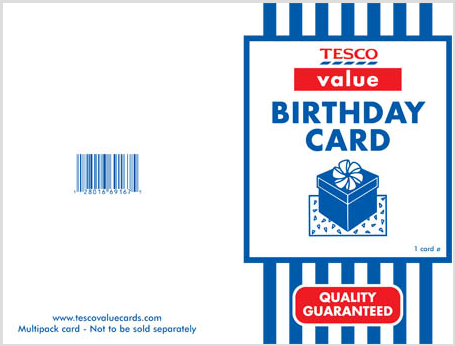 TESCO
value
BIRTHDAY
CARD
1 card e
QUALITY
GUARANTEED
www.tescovaluecards.com
Multipack card - Not to be sold separately